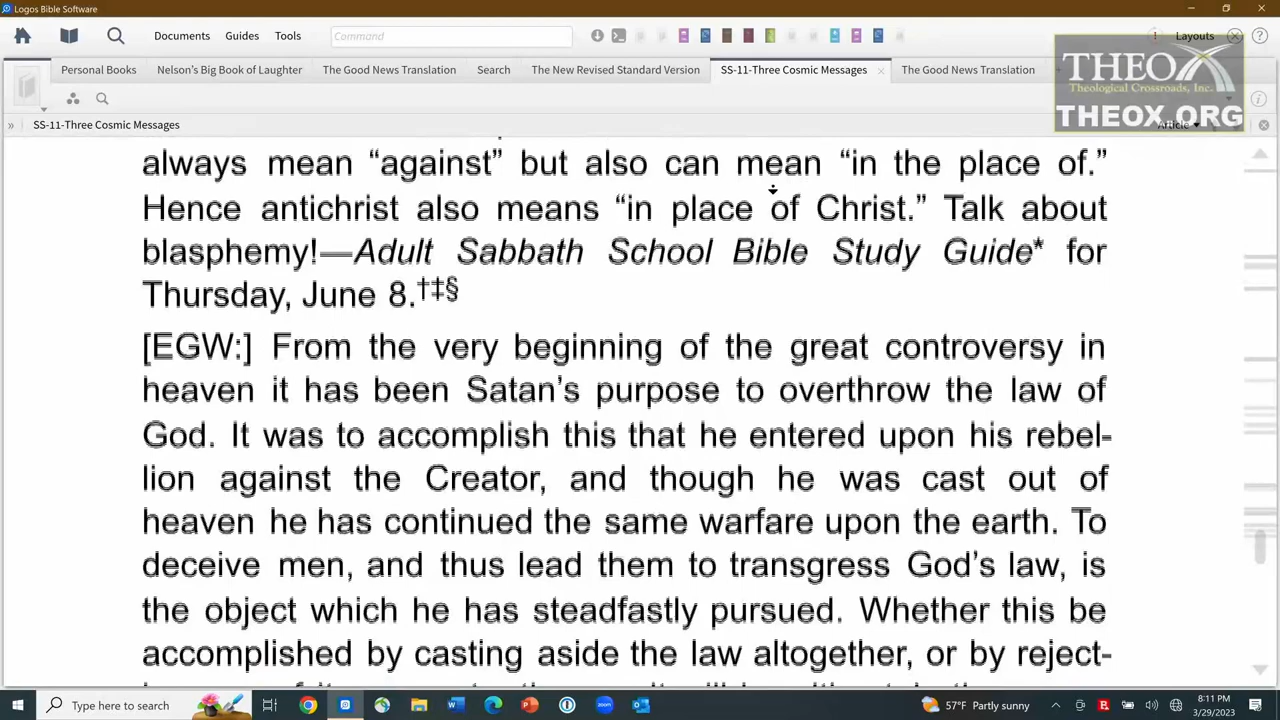 Logos Bible Software
Documents Guides Tools Command Layouts
Personal Books Nelson's Big Book of Laughter The Good News Translation Search The New Revised Standard Version SS-11-Three Cosmic Messages The Good News Translation
THEOX
Theological Crossroads, Inc.
THEOX.ORG
SS-11-Three Cosmic Messages Article
always mean “against” but also can mean “in the place of.”
Hence antichrist also means “in place of Christ.” Talk about
blasphemy!—Adult Sabbath School Bible Study Guide* for
Thursday, June 8.†‡§
[EGW:] From the very beginning of the great controversy in
heaven it has been Satan’s purpose to overthrow the law of
God. It was to accomplish this that he entered upon his rebel-
lion against the Creator, and though he was cast out of
heaven he has continued the same warfare upon the earth. To
deceive men, and thus lead them to transgress God’s law, is
the object which he has steadfastly pursued. Whether this be
accomplished by casting aside the law altogether, or by reject-
Type here to search 57°F Partly sunny 8:11 PM
3/29/2023